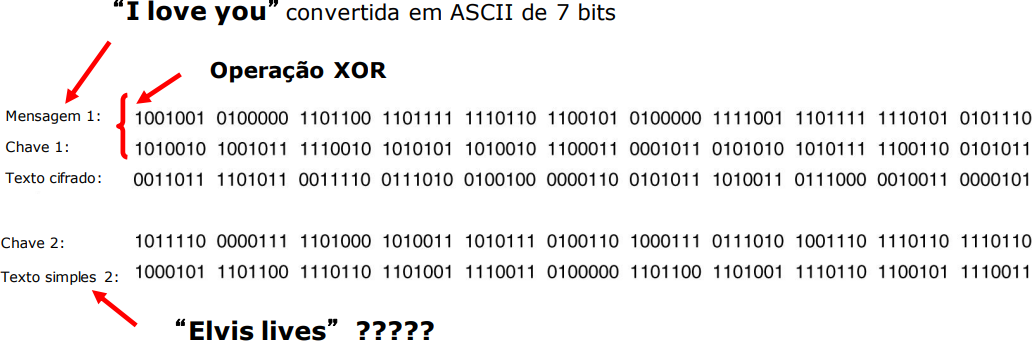 “I love you” convertida em ASCII de 7 bits
Operação XOR
Mensagem 1: 1001001 0100000 1101100 1101111 1110110 1100101 0100000 1111001 1101111 1110101 0101110
Chave 1: 1010010 1001011 1110010 1010101 1010010 1100011 0001011 0101010 1010111 1100110 0101011
Texto cifrado: 0011011 1101011 0011110 0111010 0100100 0000110 0101011 1010011 0111000 0010011 0000101
Chave 2: 1011110 0000111 1101000 1010011 1010111 0100110 1000111 0111010 1001110 1110110 1110110
Texto simples 2: 1000101 1101100 1110110 1101001 1110011 0100000 1101100 1101001 1110110 1100101 1110011
“Elvis lives” ?????